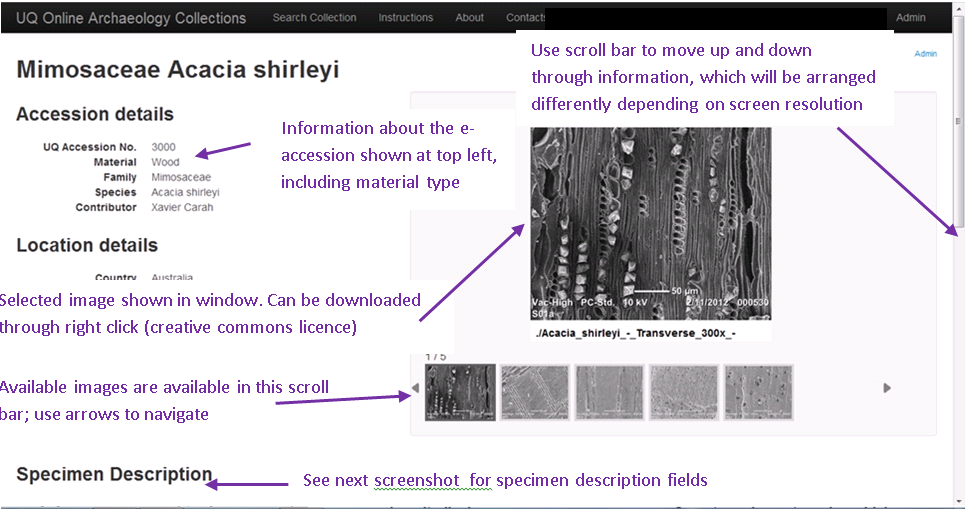 UQ Online Archaeology Collections Search Collection Instructions About Contacts Admin
Admin
Mimosaceae Acacia shirleyi
Use scroll bar to move up and down
through information, which will be arranged
differently depending on screen resolution
Accession details
UQ Accession No. 3000
Material Wood
Family Mimosaceae
Species Acacia shirleyi
Contributor Xavier Carah
Information about the e-
accession shown at top left,
including material type
Location details
Country Australia
50 µm
Vac-High PC-Std. 10 kV 2/11/2012 000530
S01a
./Acacia_shirleyi_-_Transverse_300x_-
Selected image shown in window. Can be downloaded
through right click (creative commons licence)
1 / 5
Available images are available in this scroll
bar; use arrows to navigate
Specimen Description
See next screenshot for specimen description fields